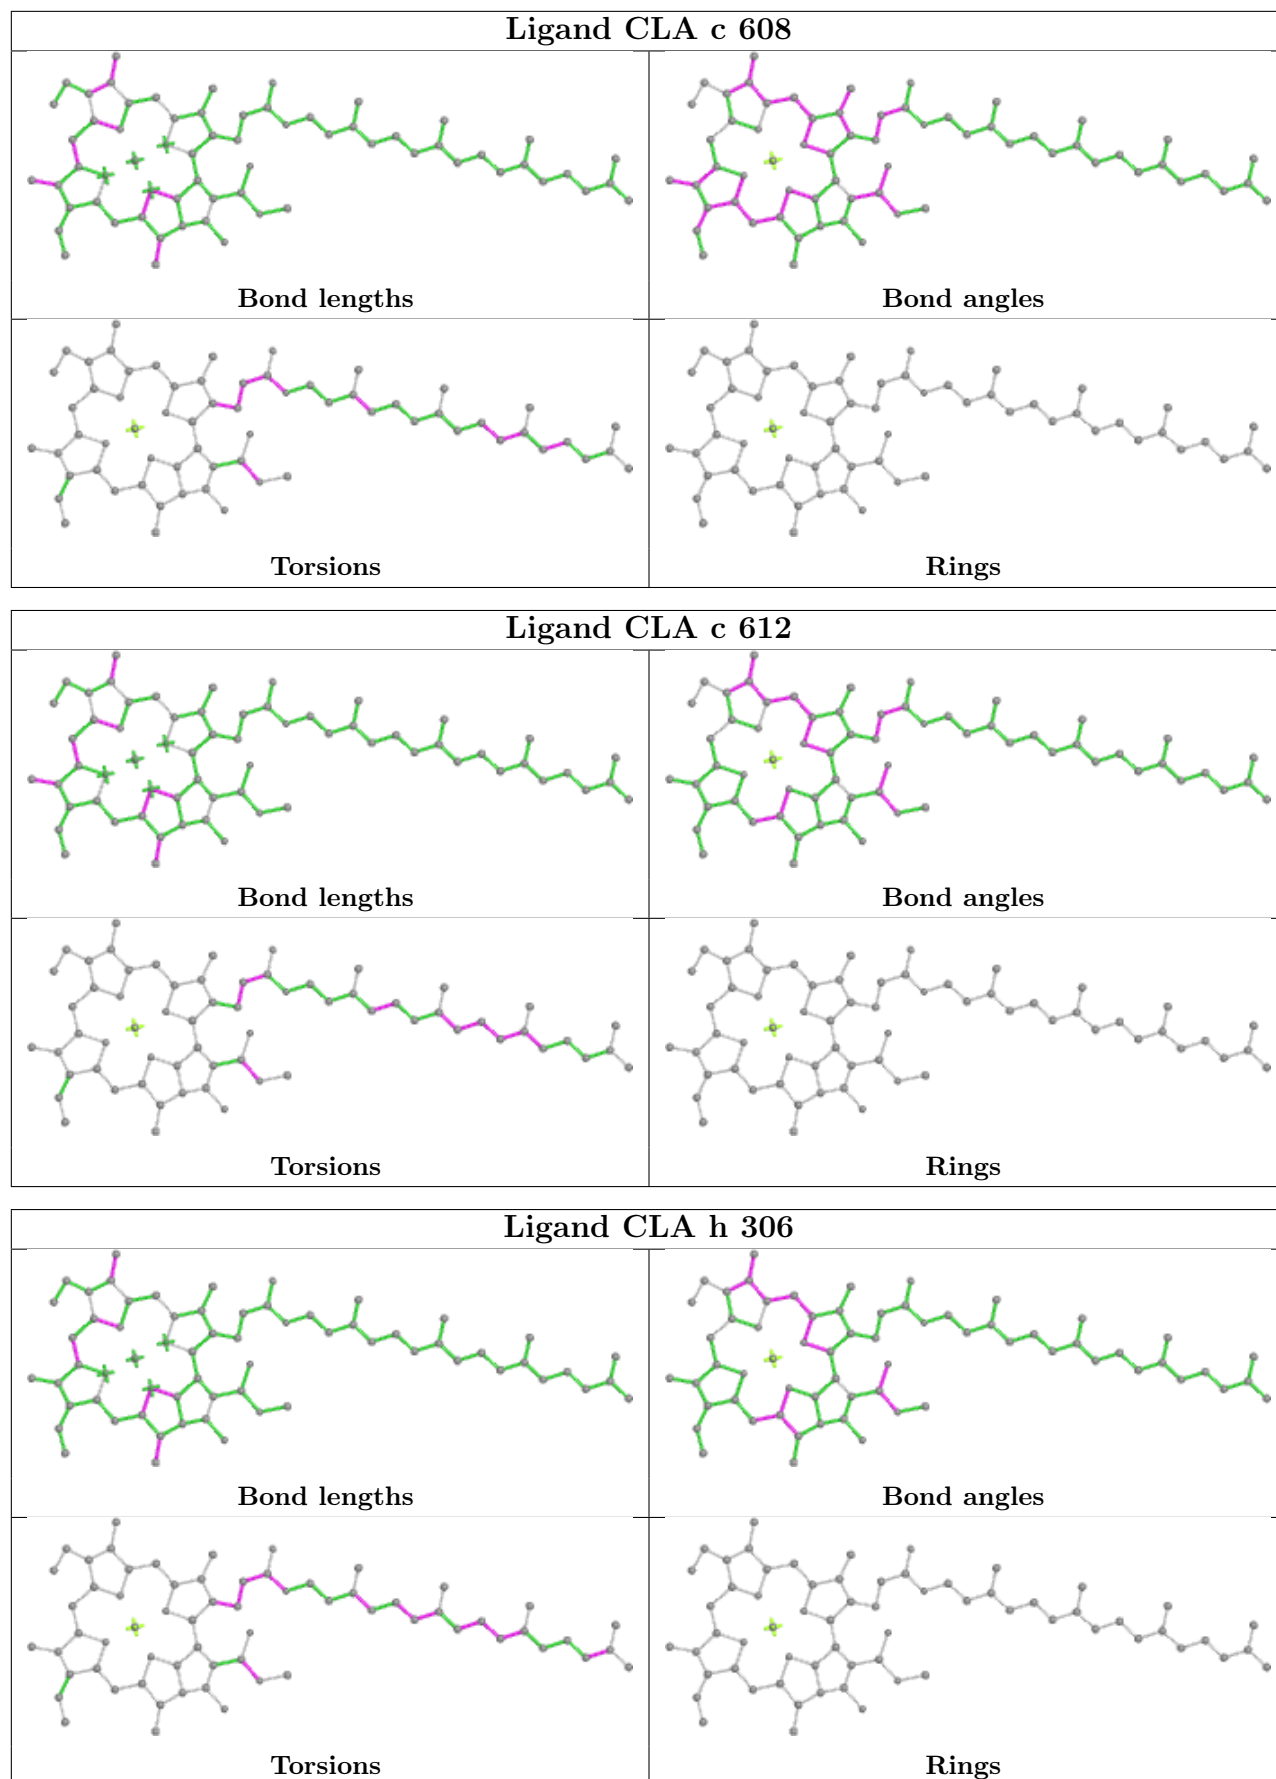 Ligand CLA c 608
Bond lengths
Bond angles
Torsions
Rings
Ligand CLA c 612
Bond lengths
Bond angles
Torsions
Rings
Ligand CLA h 306
Bond lengths
Bond angles
Torsions
Rings